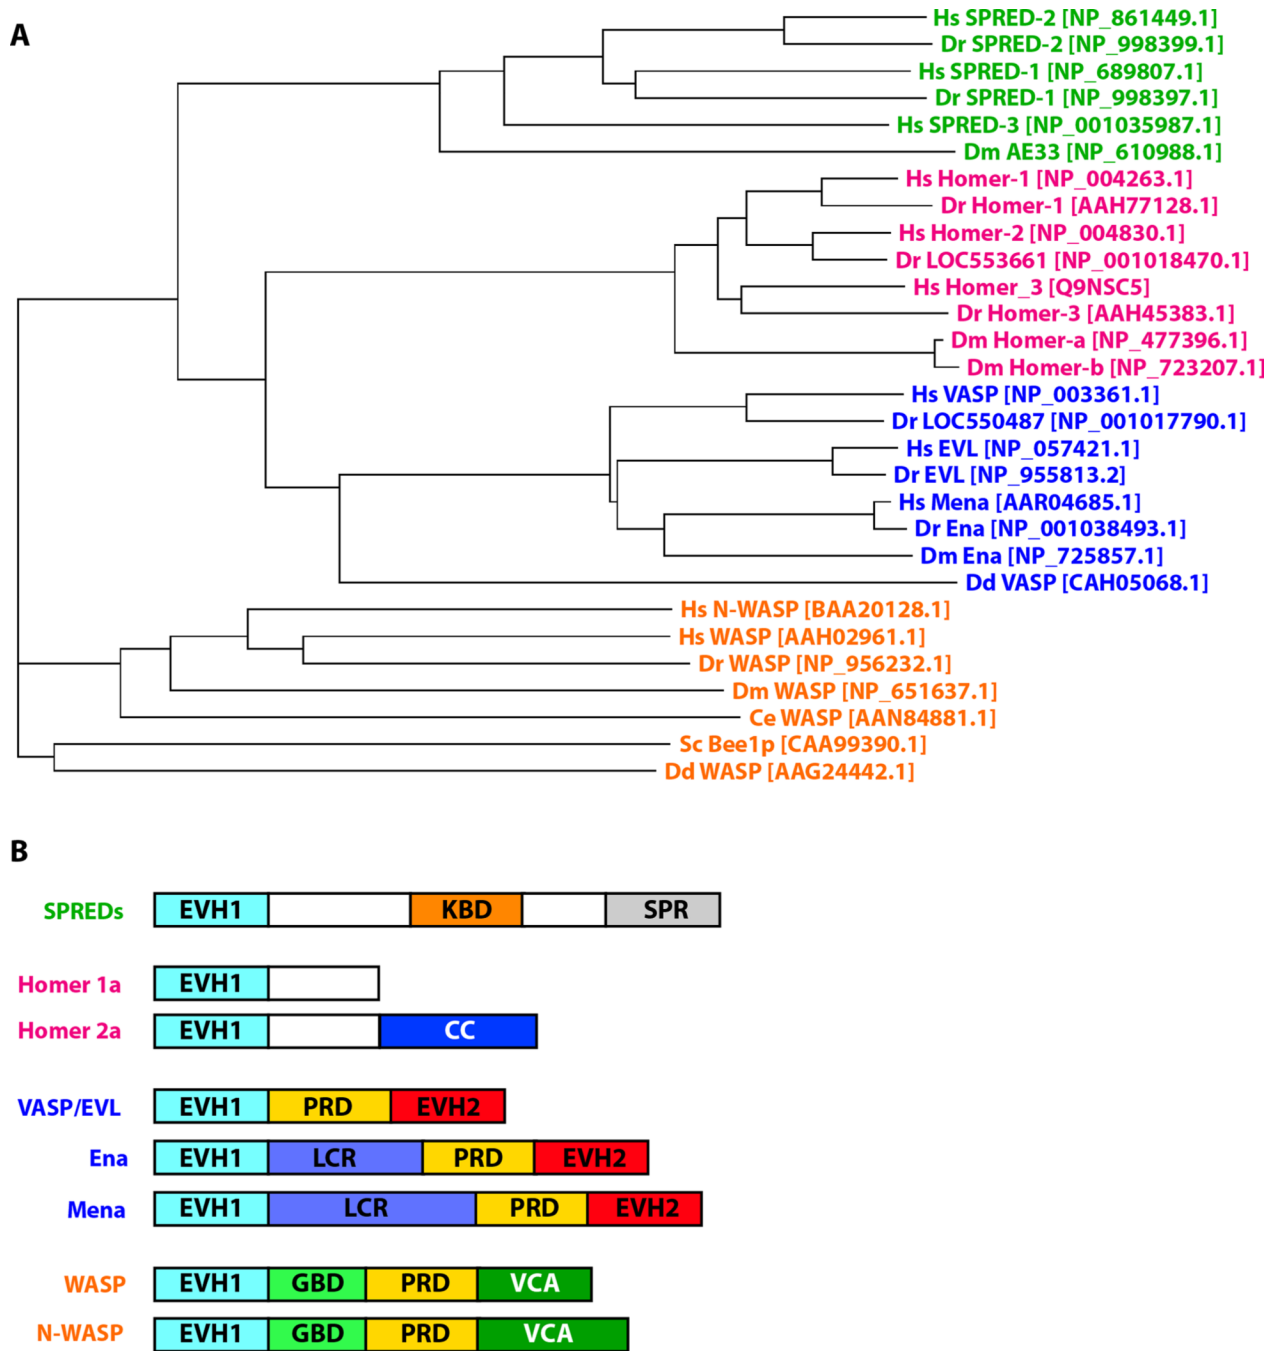 A
Hs SPRED-2 [NP_861449.1]
Dr SPRED-2 [NP_998399.1]
Hs SPRED-1 [NP_689807.1]
Dr SPRED-1 [NP_998397.1]
Hs SPRED-3 [NP_001035987.1]
Dm AE33 [NP_610988.1]
Hs Homer-1 [NP_004263.1]
Dr Homer-1 [AAH77128.1]
Hs Homer-2 [NP_004830.1]
Dr LOC553661 [NP_001018470.1]
Hs Homer_3 [Q9NSC5]
Dr Homer-3 [AAH45383.1]
Dm Homer-a [NP_477396.1]
Dm Homer-b [NP_723207.1]
Hs VASP [NP_003361.1]
Dr LOC550487 [NP_001017790.1]
Hs EVL [NP_057421.1]
Dr EVL [NP_955813.2]
Hs Mena [AAR04685.1]
Dr Ena [NP_001038493.1]
Dm Ena [NP_725857.1]
Dd VASP [CAH05068.1]
Hs N-WASP [BAA20128.1]
Hs WASP [AAH02961.1]
Dr WASP [NP_956232.1]
Dm WASP [NP_651637.1]
Ce WASP [AAN84881.1]
Sc Bee1p [CAA99390.1]
Dd WASP [AAG24442.1]
B
SPREDs EVH1 KBD SPR
Homer 1a EVH1
Homer 2a EVH1 CC
VASP/EVL EVH1 PRD EVH2
Ena EVH1 LCR PRD EVH2
Mena EVH1 LCR PRD EVH2
WASP EVH1 GBD PRD VCA
N-WASP EVH1 GBD PRD VCA